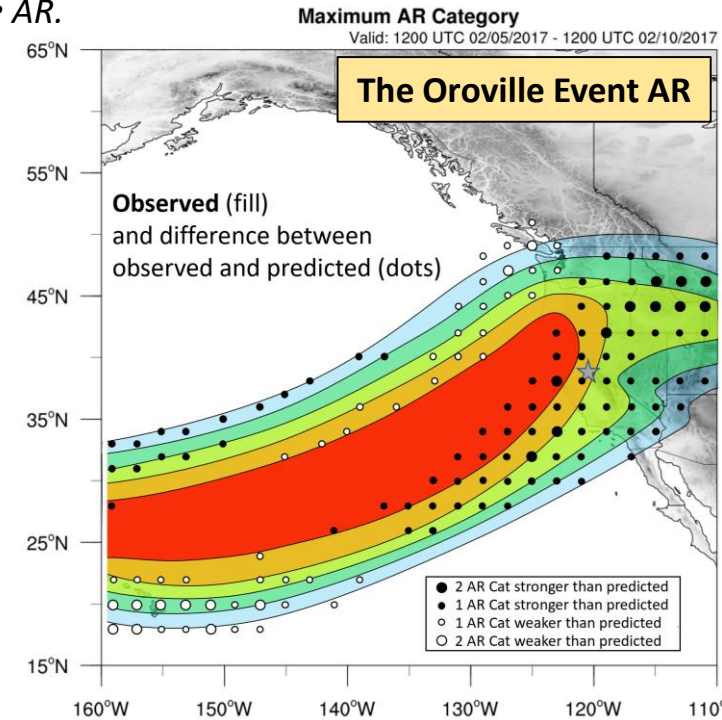 AR.
Maximum AR Category
Valid: 1200 UTC 02/05/2017 - 1200 UTC 02/10/2017
The Oroville Event AR
Observed (fill)
and difference between
observed and predicted (dots)
65°N
55°N
45°N
35°N
25°N
15°N
2 AR Cat stronger than predicted
1 AR Cat stronger than predicted
1 AR Cat weaker than predicted
2 AR Cat weaker than predicted
160°W 150°W 140°W 130°W 120°W